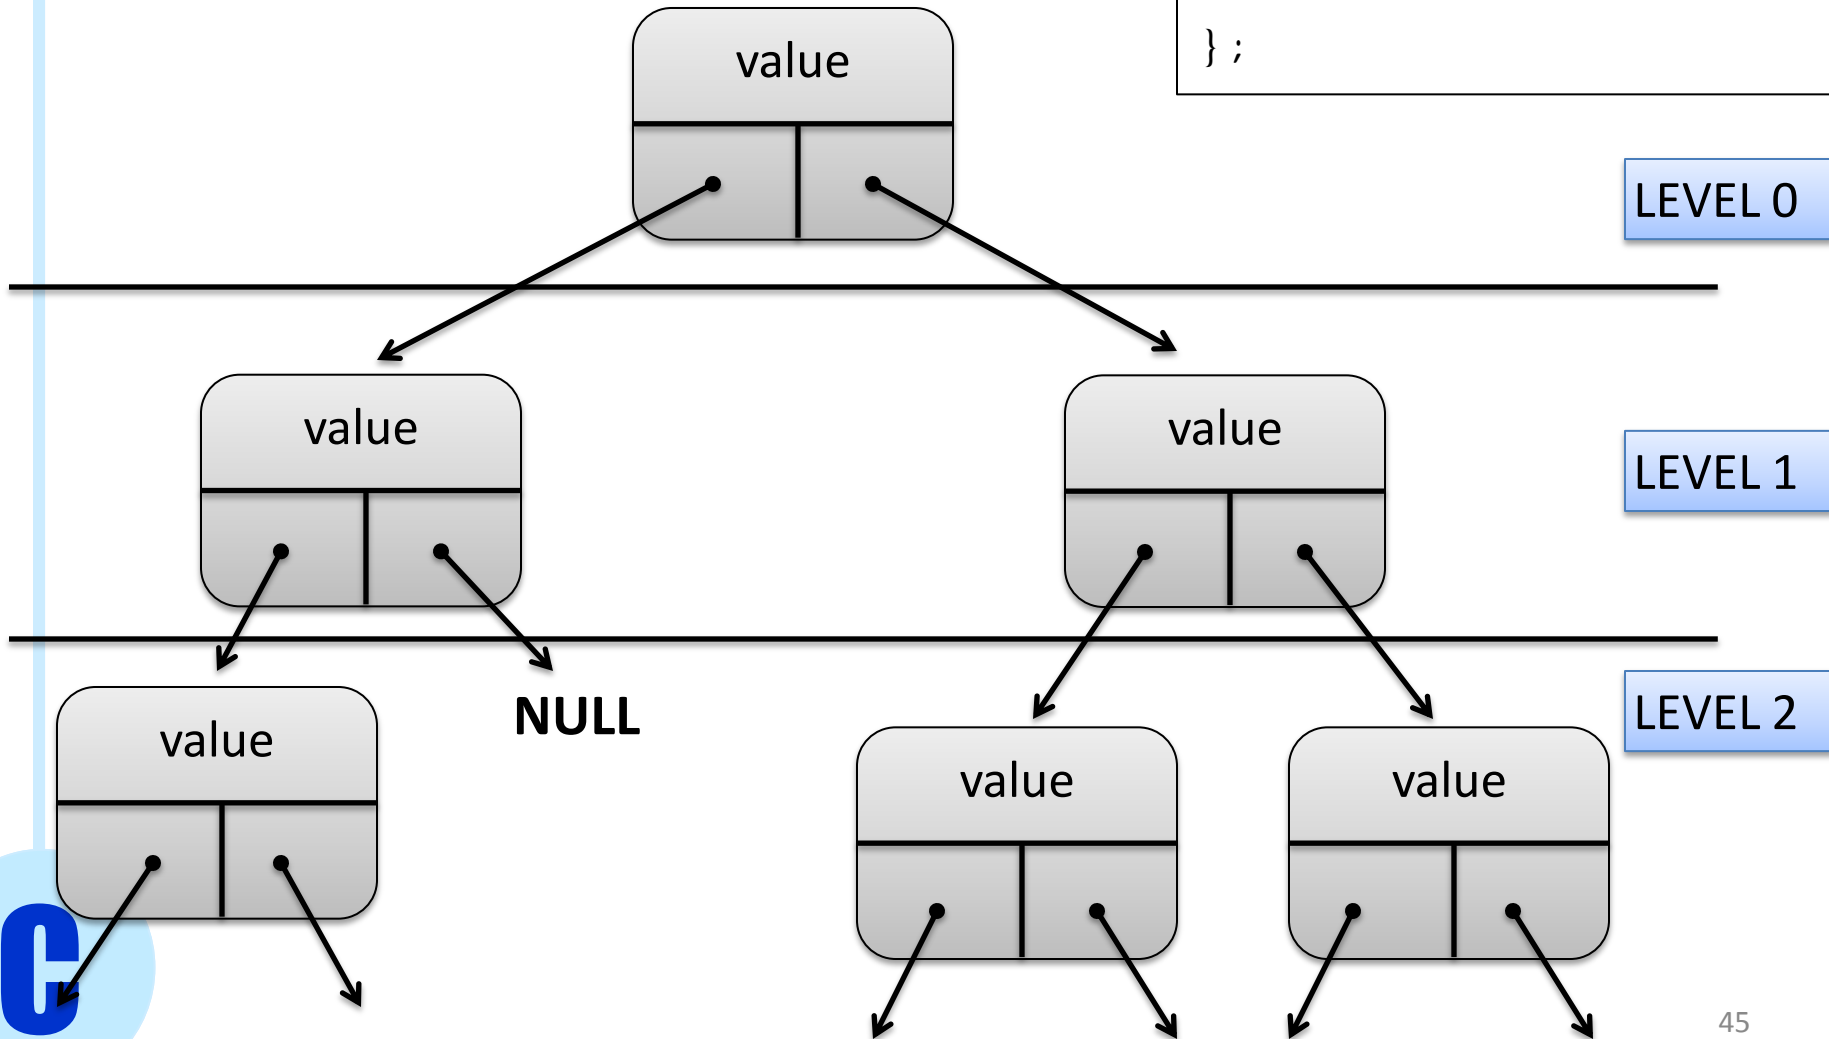 value
} ;
LEVEL 0
value
value
LEVEL 1
value
NULL
value
value
LEVEL 2
C
45